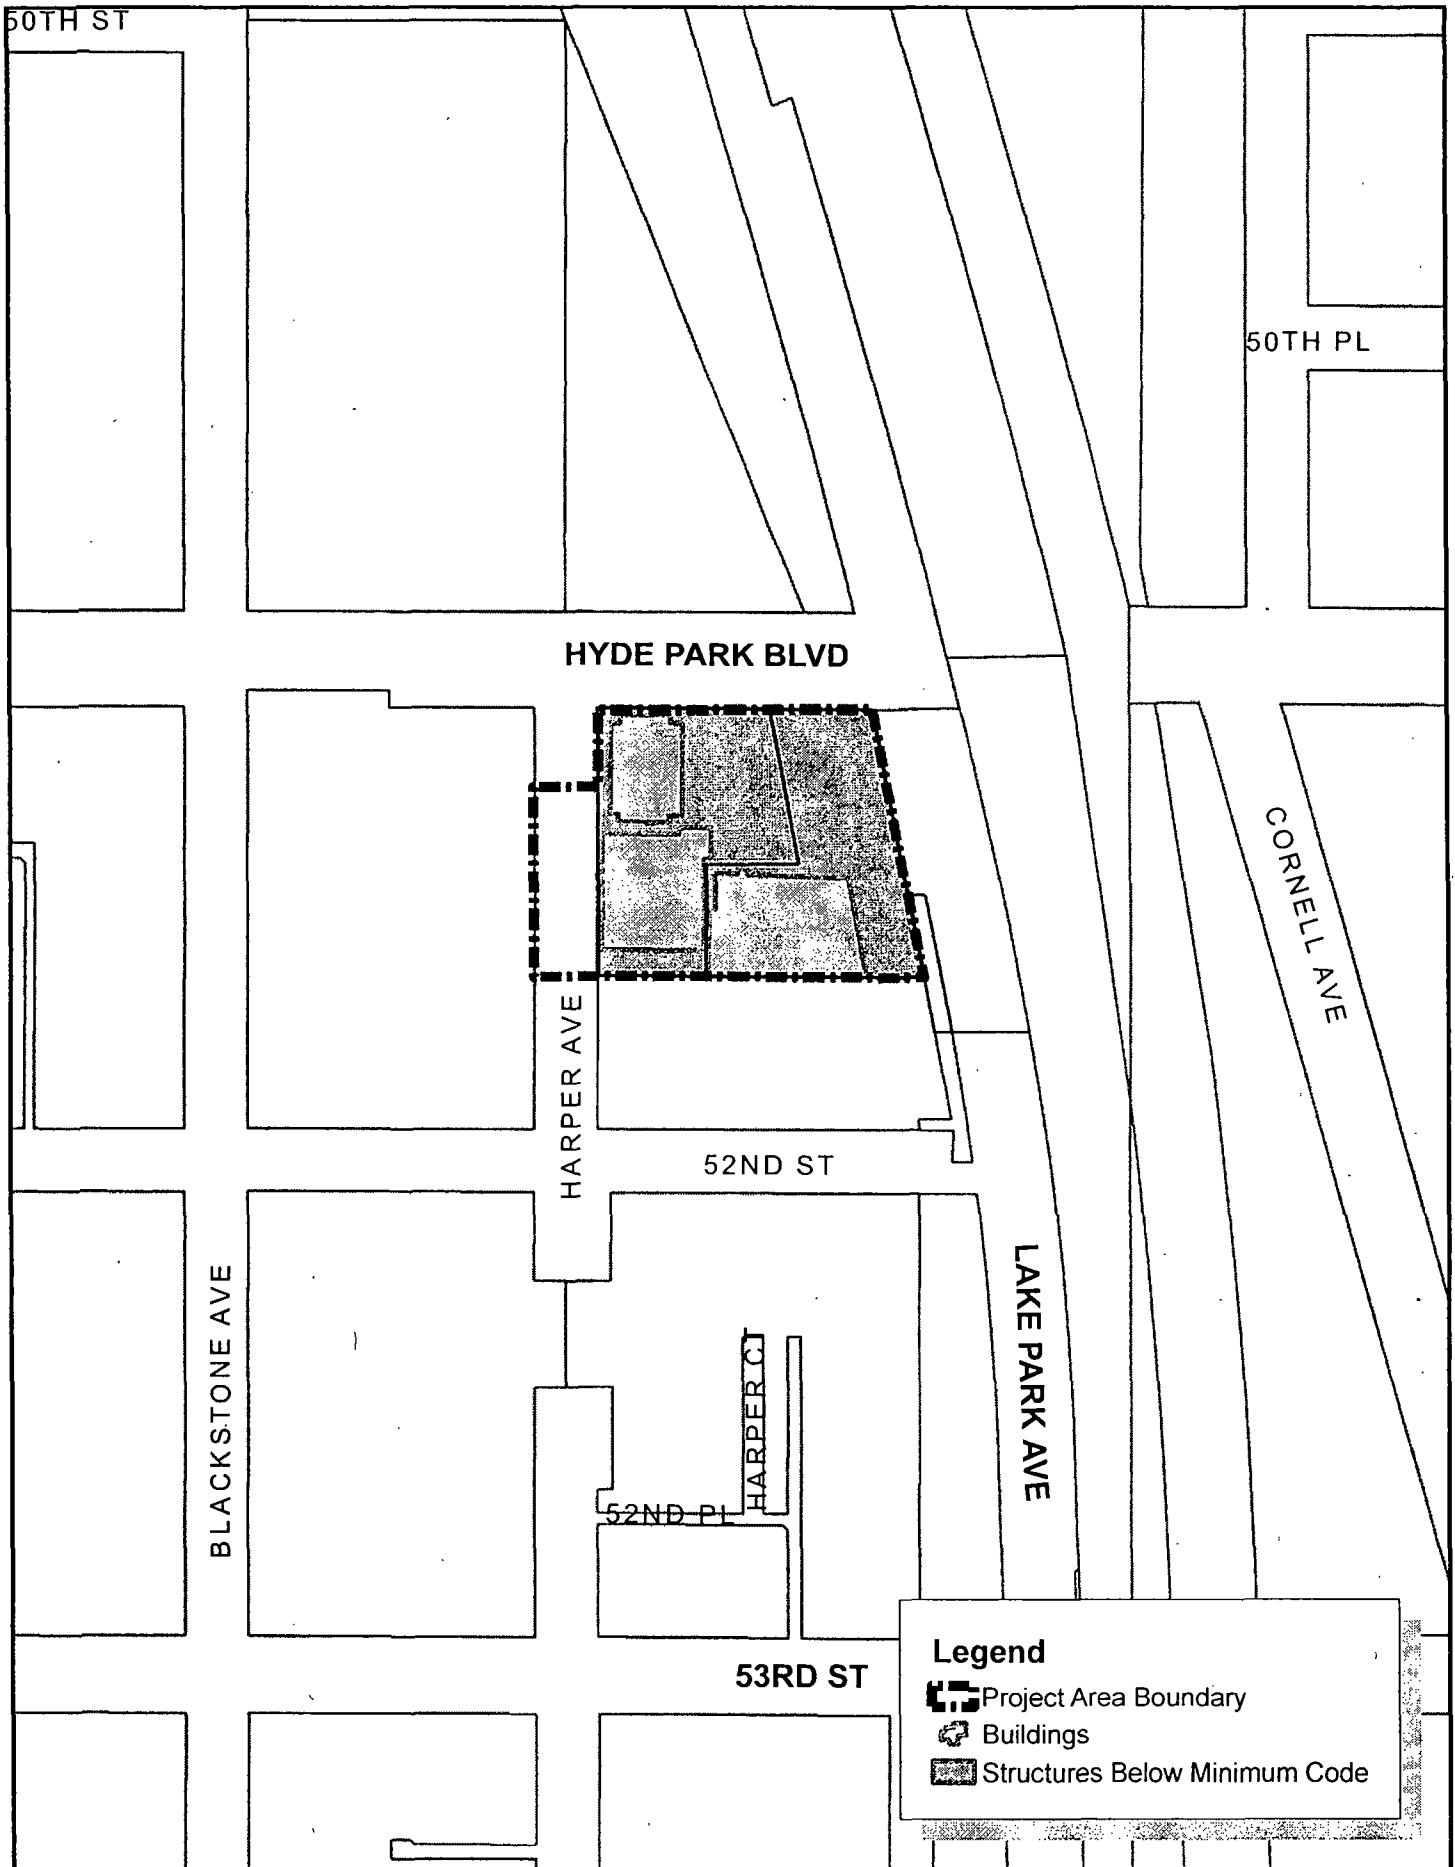 50TH ST
50TH PL
HYDE PARK BLVD
CORNELL AVE
HARPER AVE
52ND ST
LAKE PARK AVE
BLACKSTONE AVE
HARPER CT
52ND PL
53RD ST
Legend
Project Area Boundary
Buildings
Structures Below Minimum Code